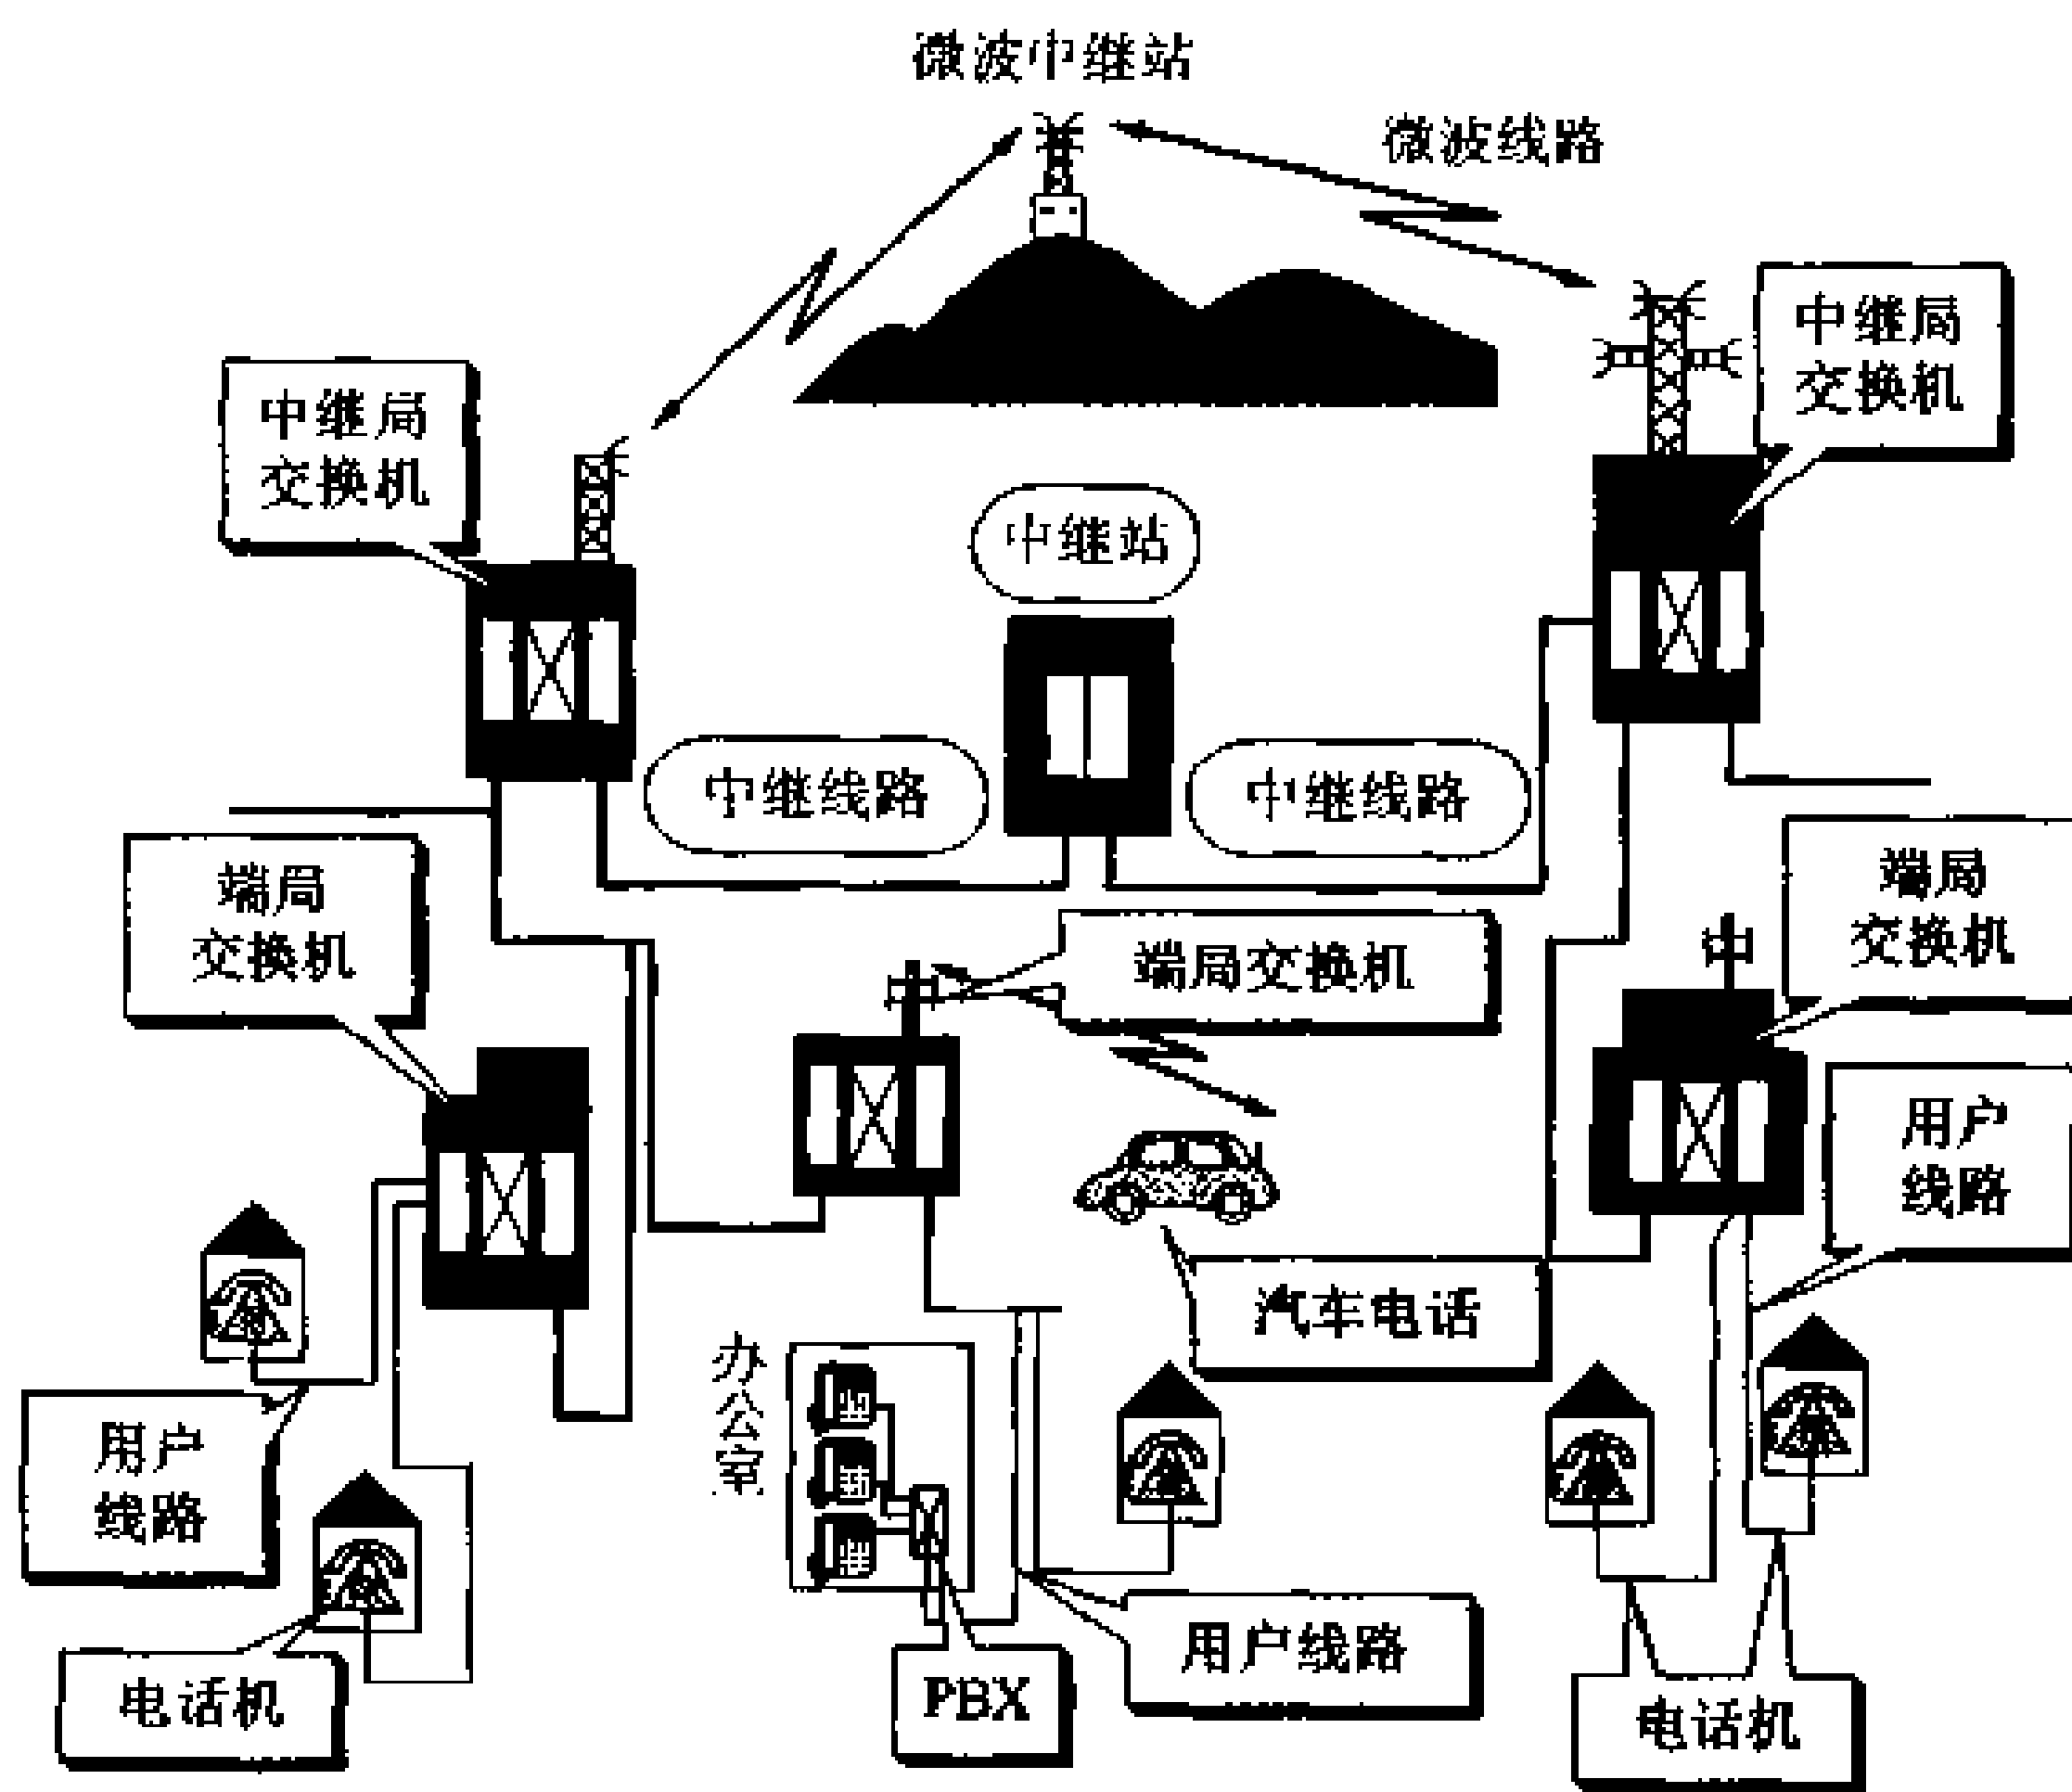 微波中继站
微波线路
中继局
交换机
中继局
交换机
中继站
中继线路
中继线路
端局
交换机
端局
交换机
端局交换机
用户
线路
汽车电话
办公室
用户
线路
用户线路
电话机
PBX
电话机